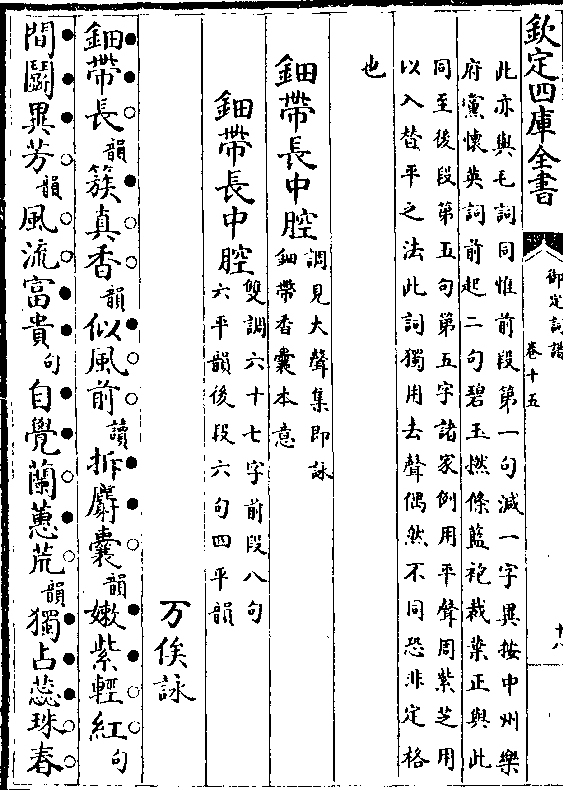 欽定四庫全書
御定詞譜
卷十五
十八
此亦與毛詞同惟前段第一句減一字異按中州樂
府黨懷英詞前起二句碧玉撚條藍袍裁葉正與此
同至後段第五句第五字諸家例用平聲周紫芝用
以入替平之法此詞獨用去聲偶然不同恐非定格
也
鈿帶長中腔
調見大聲集即詠
鈿帶香囊本意
鈿帶長中腔
雙調六十七字前段八句
六平韻後段六句四平韻
万俟詠
鈿帶長韻簇真香韻似風前讀拆麝囊韻嫩紫輕紅句
間鬭異芳韻風流富貴句自覺蘭蕙荒韻獨占蕊珠春